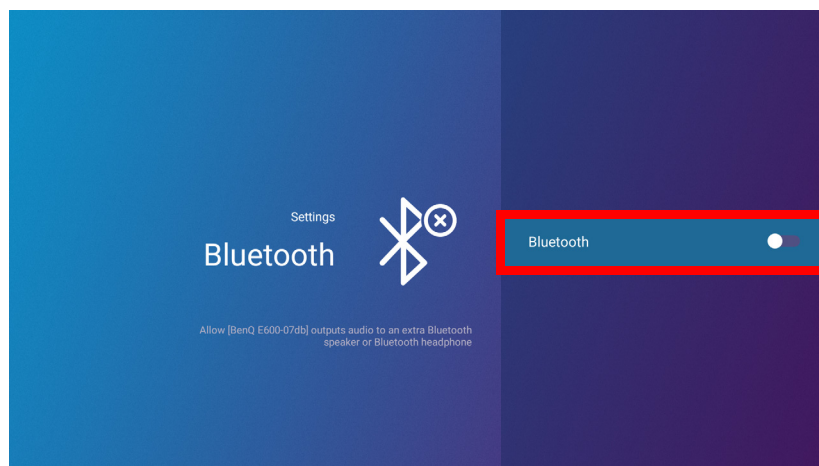 Settings
Bluetooth
Allow [BenQ E600-07db] outputs audio to an extra Bluetooth
speaker or Bluetooth headphone
Bluetooth